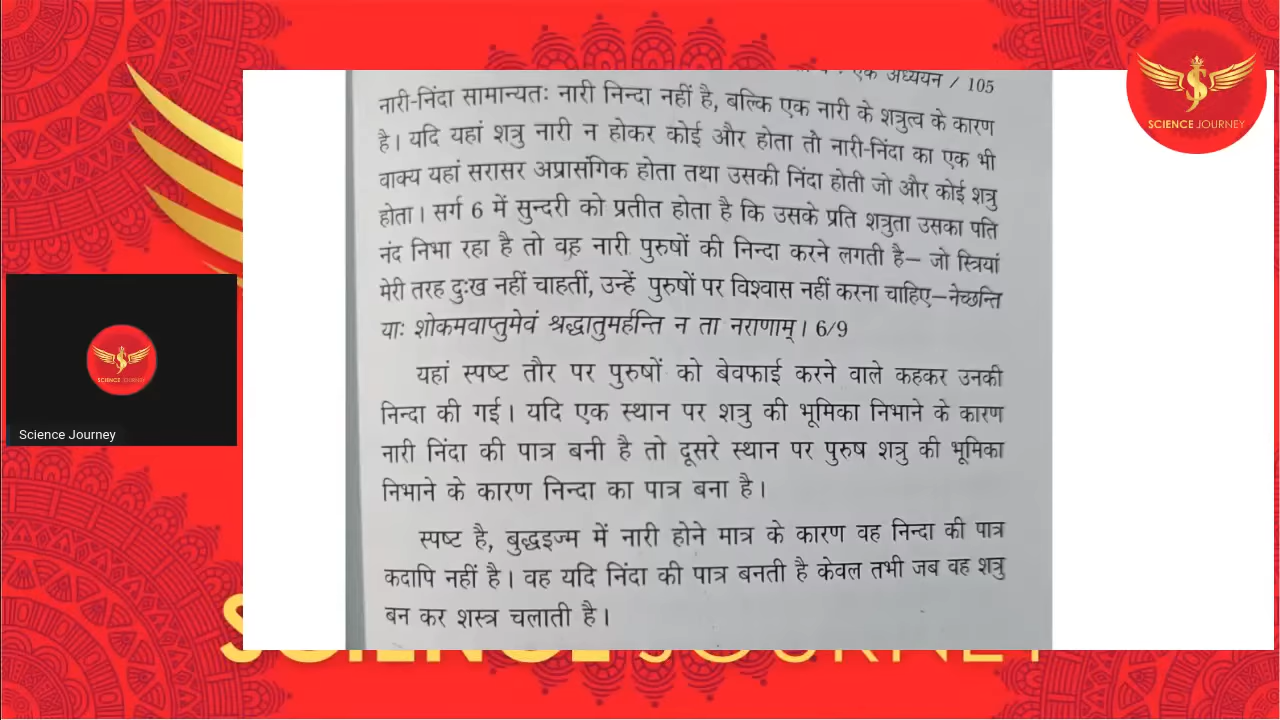 एक अध्ययन / 105
नारी-निंदा सामान्यतः नारी निन्दा नहीं है, बल्कि एक नारी के शत्रुत्व के कारण
है। यदि यहां शत्रु नारी न होकर कोई और होता तो नारी-निंदा का एक भी
वाक्य यहां सरासर अप्रासंगिक होता तथा उसकी निंदा होती जो और कोई शत्रु
होता। सर्ग 6 में सुन्दरी को प्रतीत होता है कि उसके प्रति शत्रुता उसका पति
नंद निभा रहा है तो वह नारी पुरुषों की निन्दा करने लगती है– जो स्त्रियां
मेरी तरह दुःख नहीं चाहतीं, उन्हें पुरुषों पर विश्वास नहीं करना चाहिए–नेच्छन्ति
याः शोकमवाप्तुमेवं श्रद्धातुमर्हन्ति न ता नराणाम्। 6/9
यहां स्पष्ट तौर पर पुरुषों को बेवफाई करने वाले कहकर उनकी
निन्दा की गई। यदि एक स्थान पर शत्रु की भूमिका निभाने के कारण
नारी निंदा की पात्र बनी है तो दूसरे स्थान पर पुरुष शत्रु की भूमिका
निभाने के कारण निन्दा का पात्र बना है।
स्पष्ट है, बुद्धइज्म में नारी होने मात्र के कारण वह निन्दा की पात्र
कदापि नहीं है। वह यदि निंदा की पात्र बनती है केवल तभी जब वह शत्रु
बन कर शस्त्र चलाती है।
SCIENCE JOURNEY
SCIENCE JOURNEY
Science Journey
SCIENCE JOURNEY